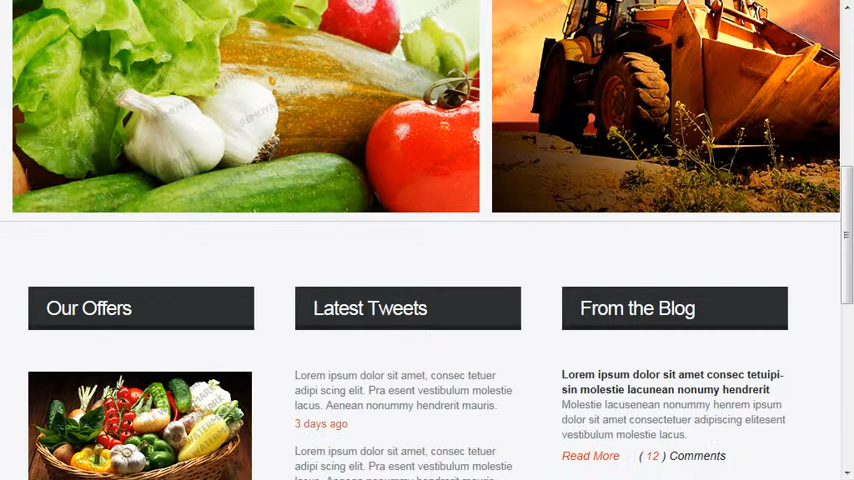 Our Offers
Latest Tweets
Lorem ipsum dolor sit amet, consec tetuer
adipi scing elit. Pra esent vestibulum molestie
lacus. Aenean nonummy hendrerit mauris.
3 days ago
Lorem ipsum dolor sit amet, consec tetuer
adipi scing elit. Pra esent vestibulum molestie
From the Blog
Lorem ipsum dolor sit amet consec tetuipi-
sin molestie lacunean nonumy hendrerit
Molestie lacusenean nonummy henrem ipsum
dolor sit amet consectetuer adipiscing elitesent
vestibulum molestie lacus.
Read More ( 12 ) Comments